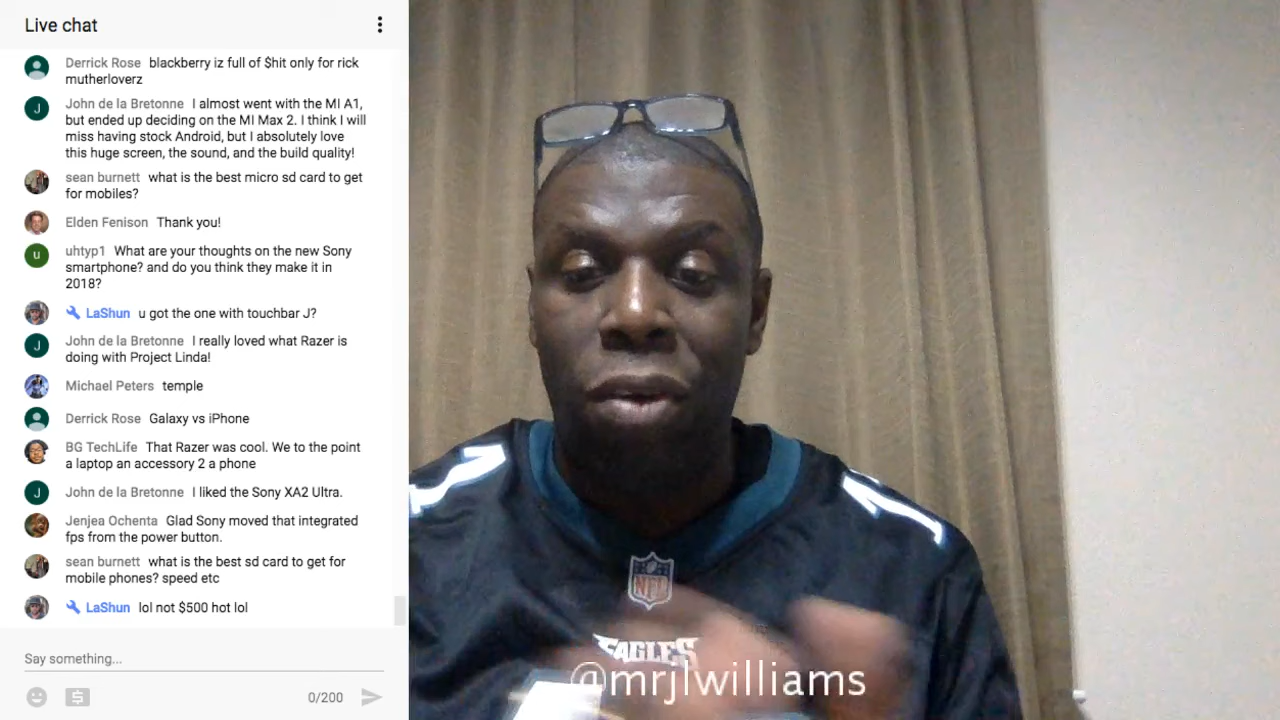 Live chat
Derrick Rose blackberry iz full of $hit only for rick
mutherloverz
J
John de la Bretonne I almost went with the MI A1,
but ended up deciding on the MI Max 2. I think I will
miss having stock Android, but I absolutely love
this huge screen, the sound, and the build quality!
sean burnett what is the best micro sd card to get
for mobiles?
Elden Fenison Thank you!
u
uhtyp1 What are your thoughts on the new Sony
smartphone? and do you think they make it in
2018?
LaShun u got the one with touchbar J?
J
John de la Bretonne I really loved what Razer is
doing with Project Linda!
Michael Peters temple
Derrick Rose Galaxy vs iPhone
BG TechLife That Razer was cool. We to the point
a laptop an accessory 2 a phone
J
John de la Bretonne I liked the Sony XA2 Ultra.
Jenjea Ochenta Glad Sony moved that integrated
fps from the power button.
sean burnett what is the best sd card to get for
mobile phones? speed etc
LaShun lol not $500 hot lol
Say something...
0/200
NFL
EAGLES
@mrjlwilliams